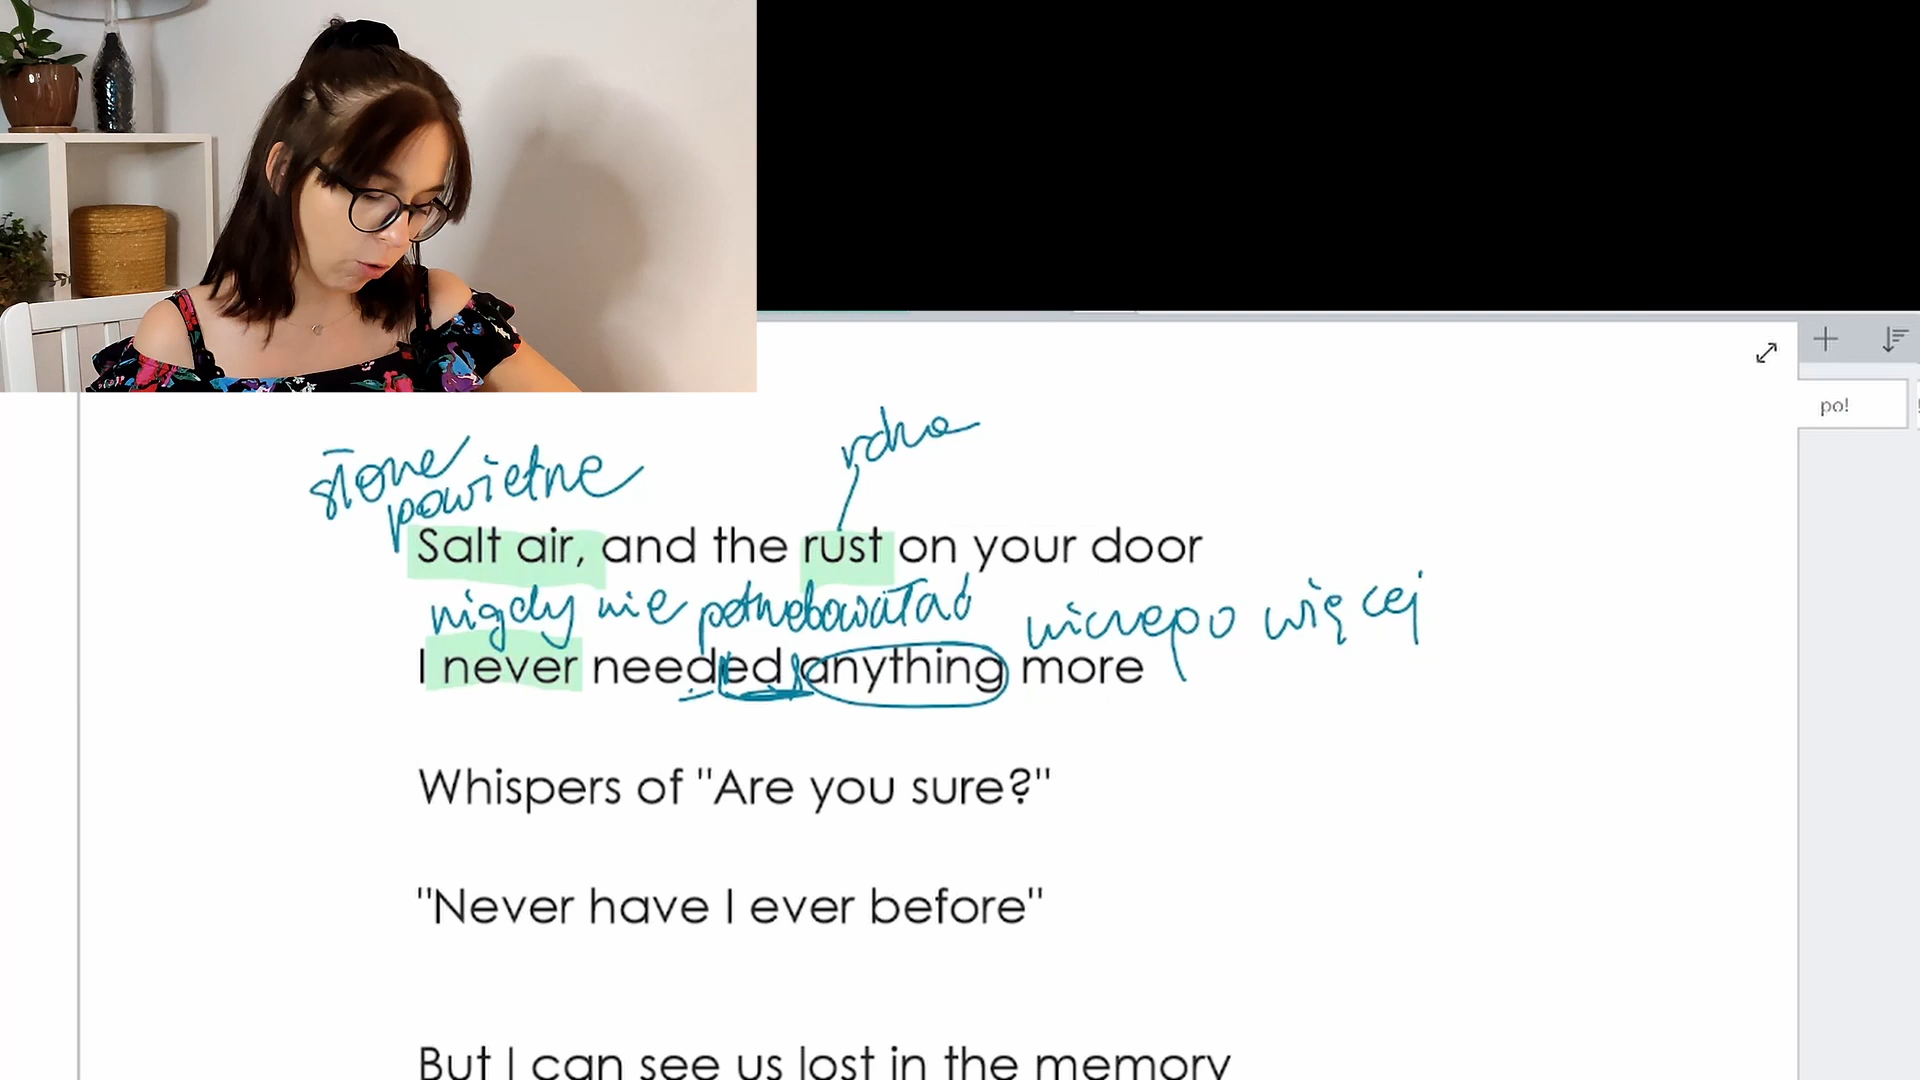 po!
rdza
słone
powietrze
Salt air, and the rust on your door
nigdy nie potrzebowałać niczego więcej
I never needed anything more
Whispers of "Are you sure?"
"Never have I ever before"
But I can see us lost in the memory